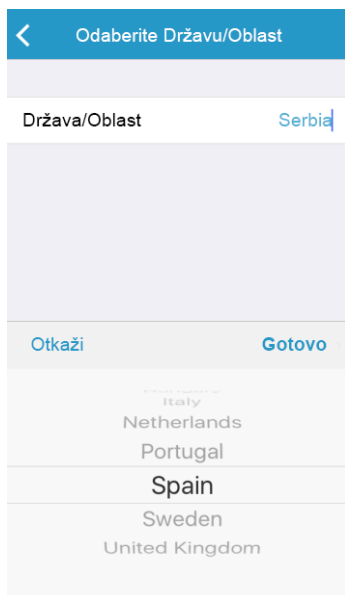 Odaberite Državu/Oblast
Država/Oblast Serbia
Otkaži Gotovo
Italy
Netherlands
Portugal
Spain
Sweden
United Kingdom